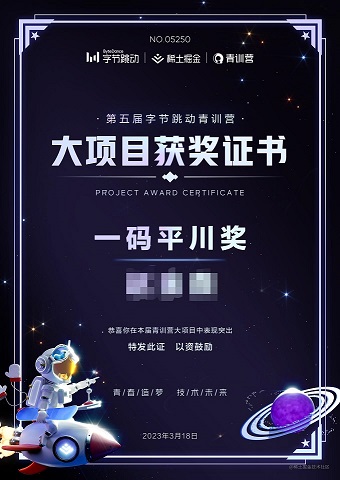 NO.05250
ByteDance
字节跳动 稀土掘金 青训营
·第五届字节跳动青训营·
大项目获奖证书
PROJECT AWARD CERTIFICATE
一码平川奖
恭喜你在本届青训营大项目中表现突出
特发此证 以资鼓励
青春造梦 技术未来
2023年3月18日
@稀土掘金技术社区